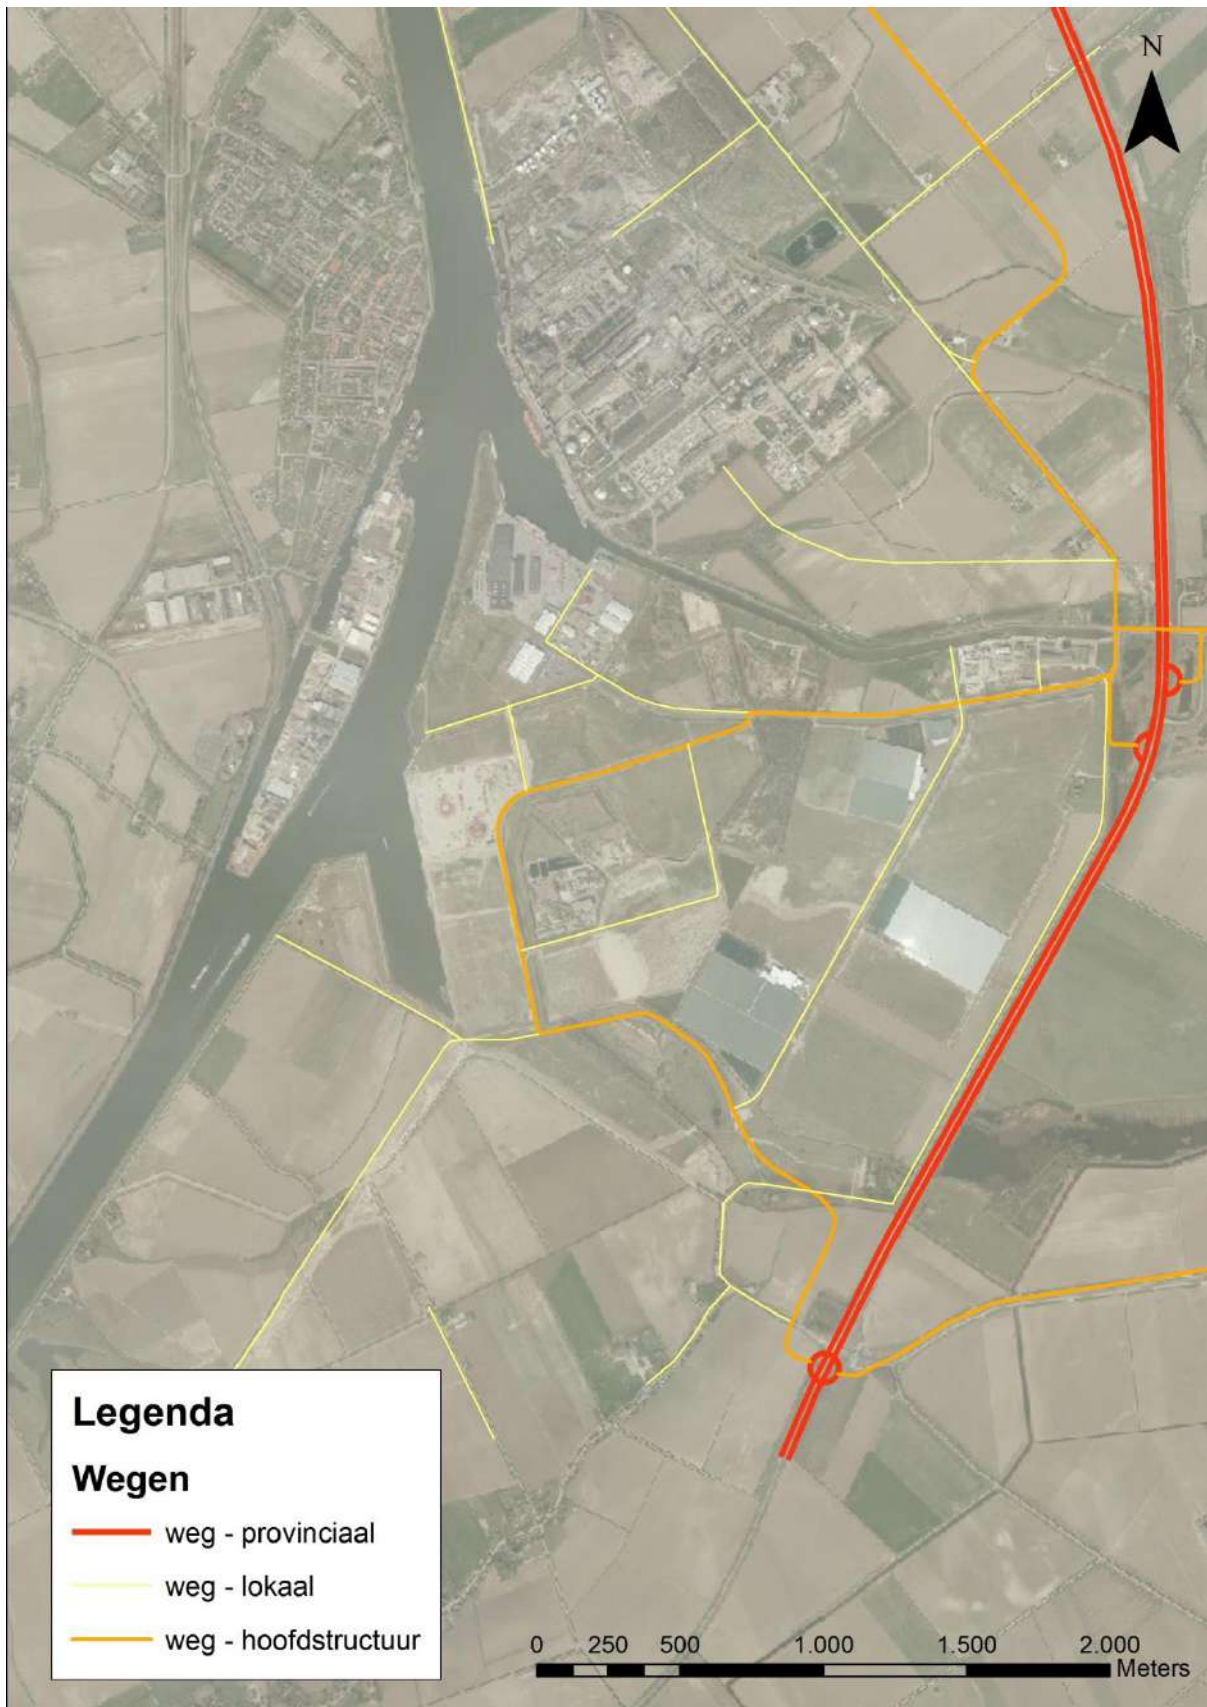 N
Legenda
Wegen
weg - provinciaal
weg - lokaal
weg - hoofdstructuur
0 250 500 1.000 1.500 2.000
Meters